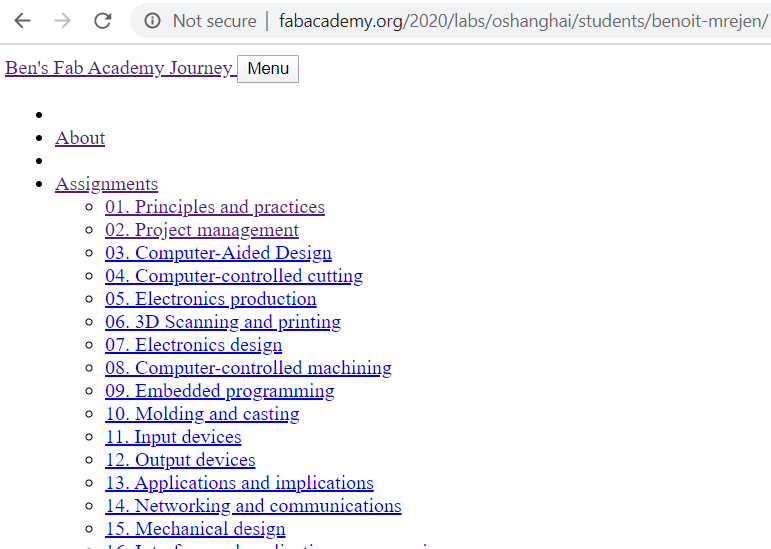 Not secure | fabacademy.org/2020/labs/oshanghai/students/benoit-mrejen/
Ben's Fab Academy Journey Menu
About
Assignments
01. Principles and practices
02. Project management
03. Computer-Aided Design
04. Computer-controlled cutting
05. Electronics production
06. 3D Scanning and printing
07. Electronics design
08. Computer-controlled machining
09. Embedded programming
10. Molding and casting
11. Input devices
12. Output devices
13. Applications and implications
14. Networking and communications
15. Mechanical design